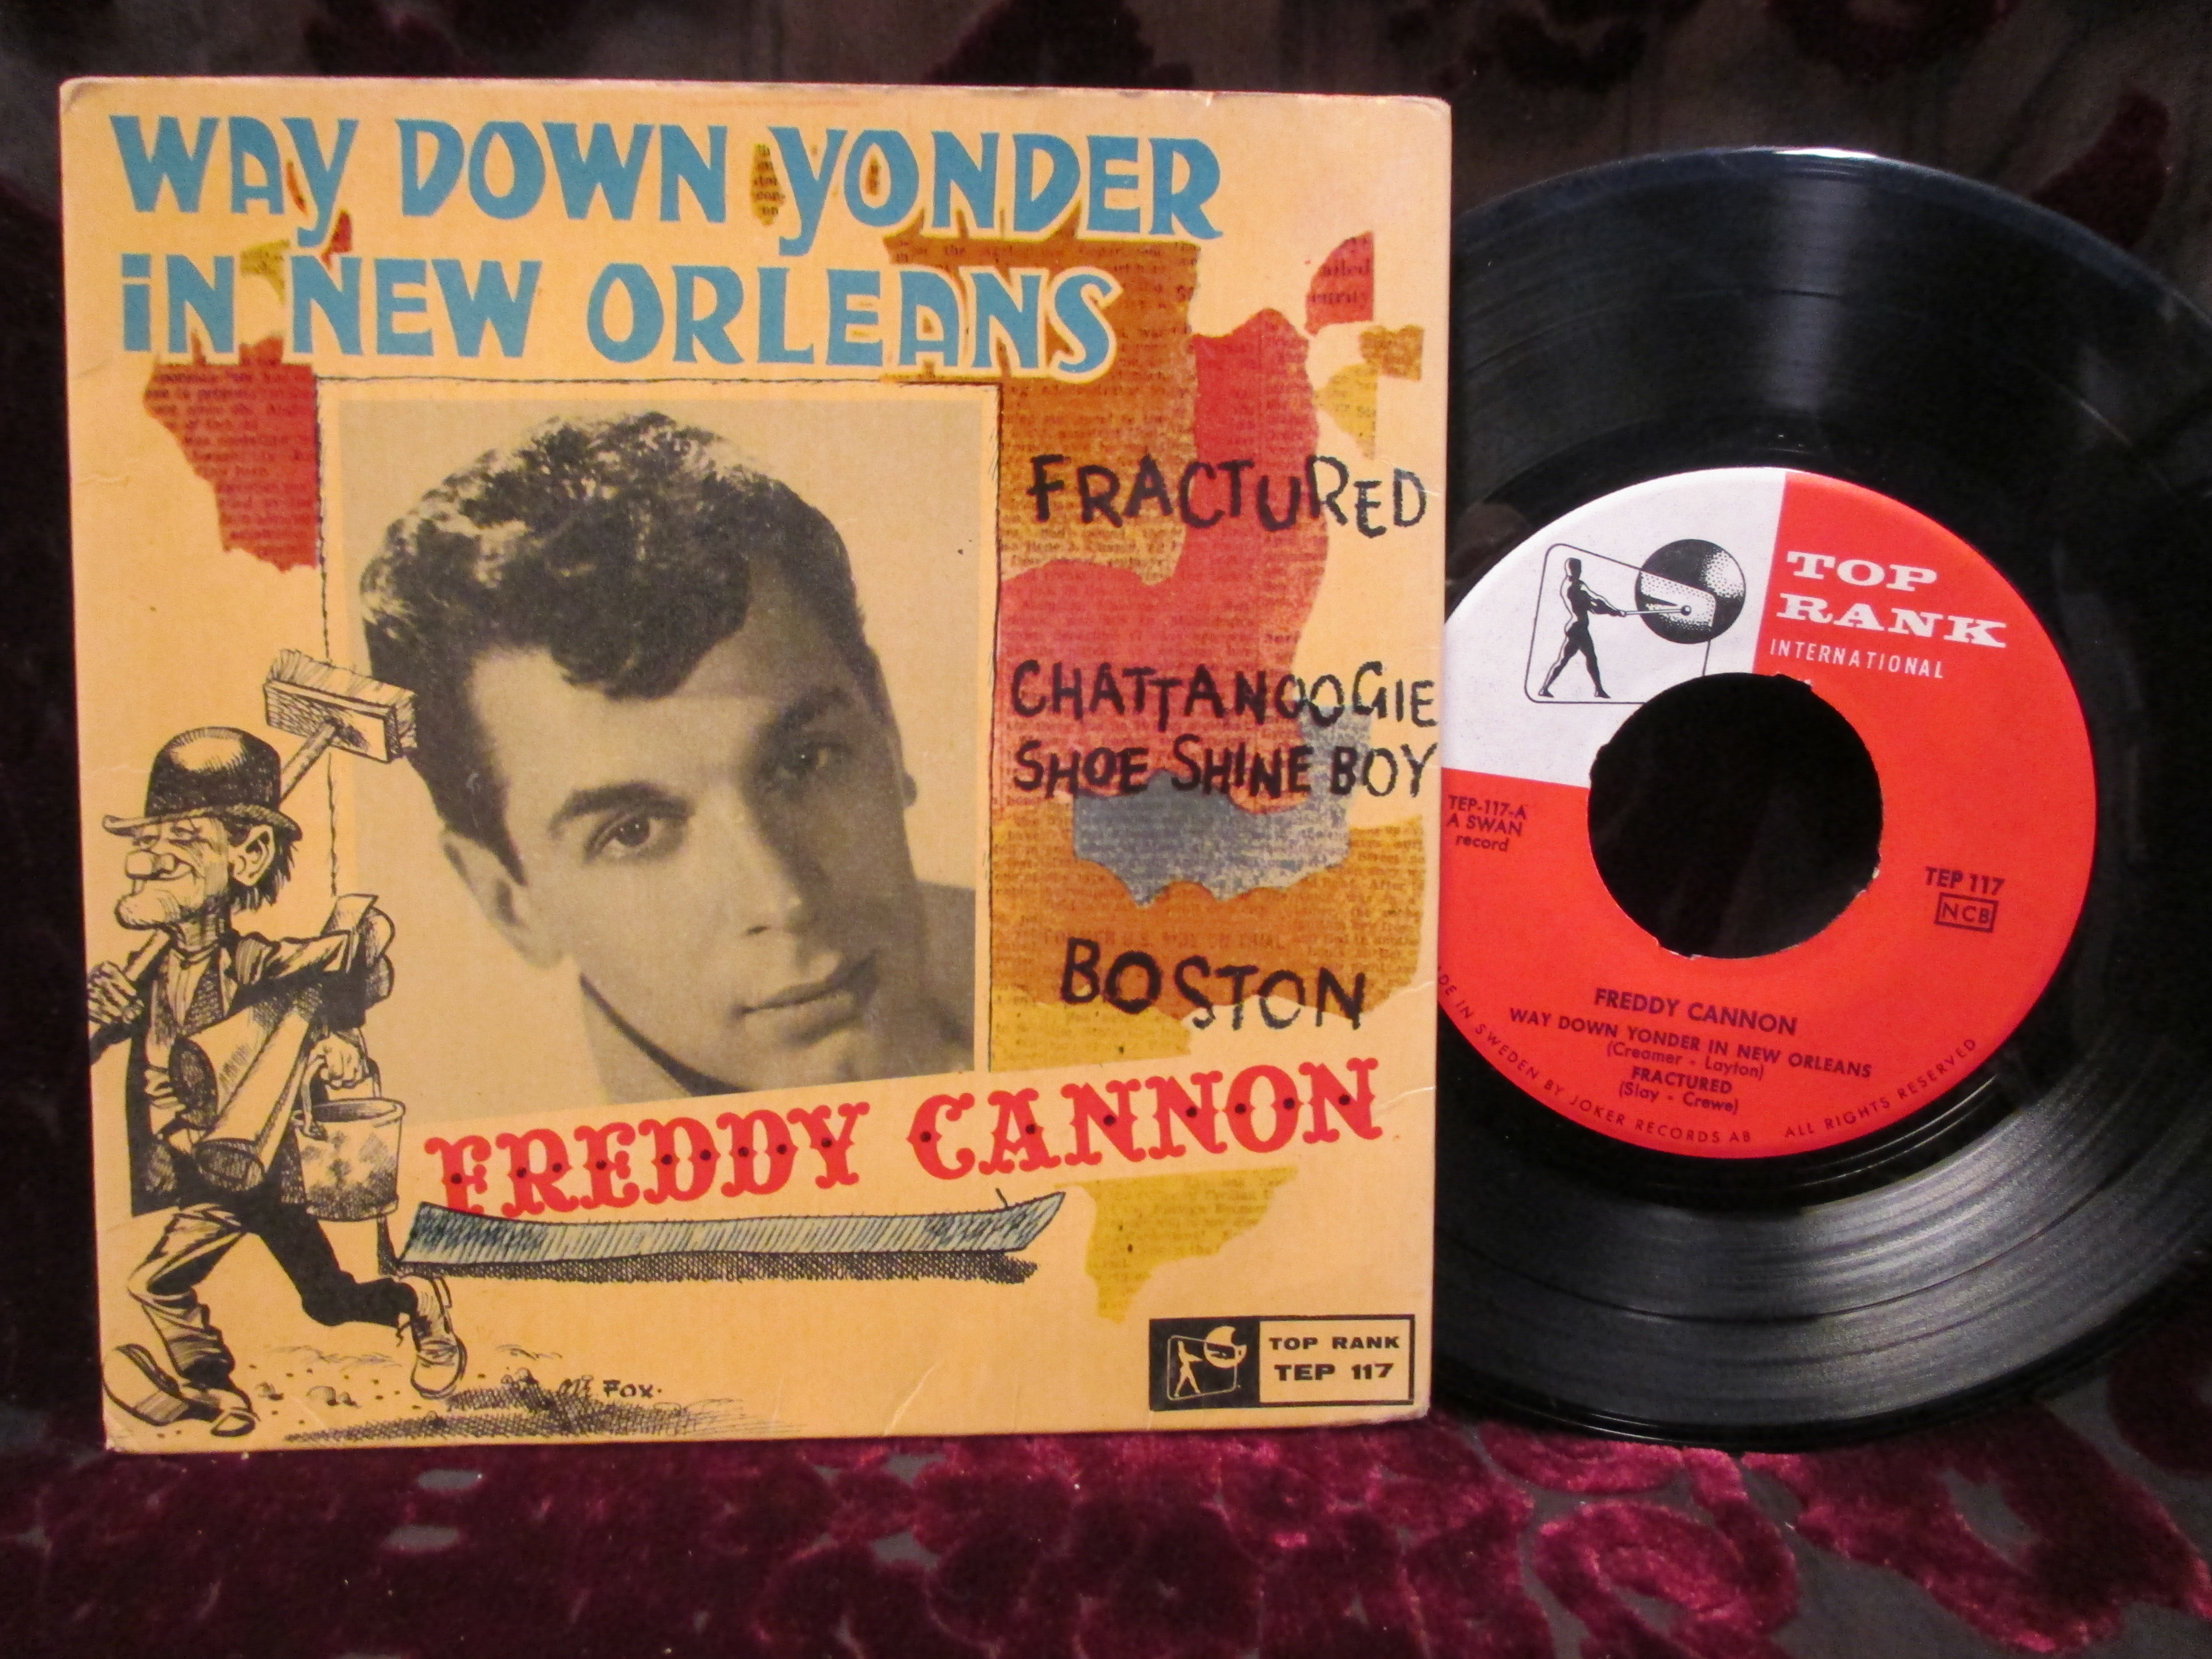 WAY DOWN YONDER
iN NEW ORLEANS
FRACTURED
CHATTANOOGIE
SHOE SHINE BOY
BOSTON
FREDDY CANNON
FOX.
TOP RANK
TEP 117
TOP
RANK
INTERNATIONAL
TEP-117-A
A SWAN
record
TEP 117
NCB
FREDDY CANNON
WAY DOWN YONDER IN NEW ORLEANS
(Creamer - Layton)
FRACTURED
(Slay - Crewe)
DE IN SWEDEN BY JOKER RECORDS AB ALL RIGHTS RESERVED